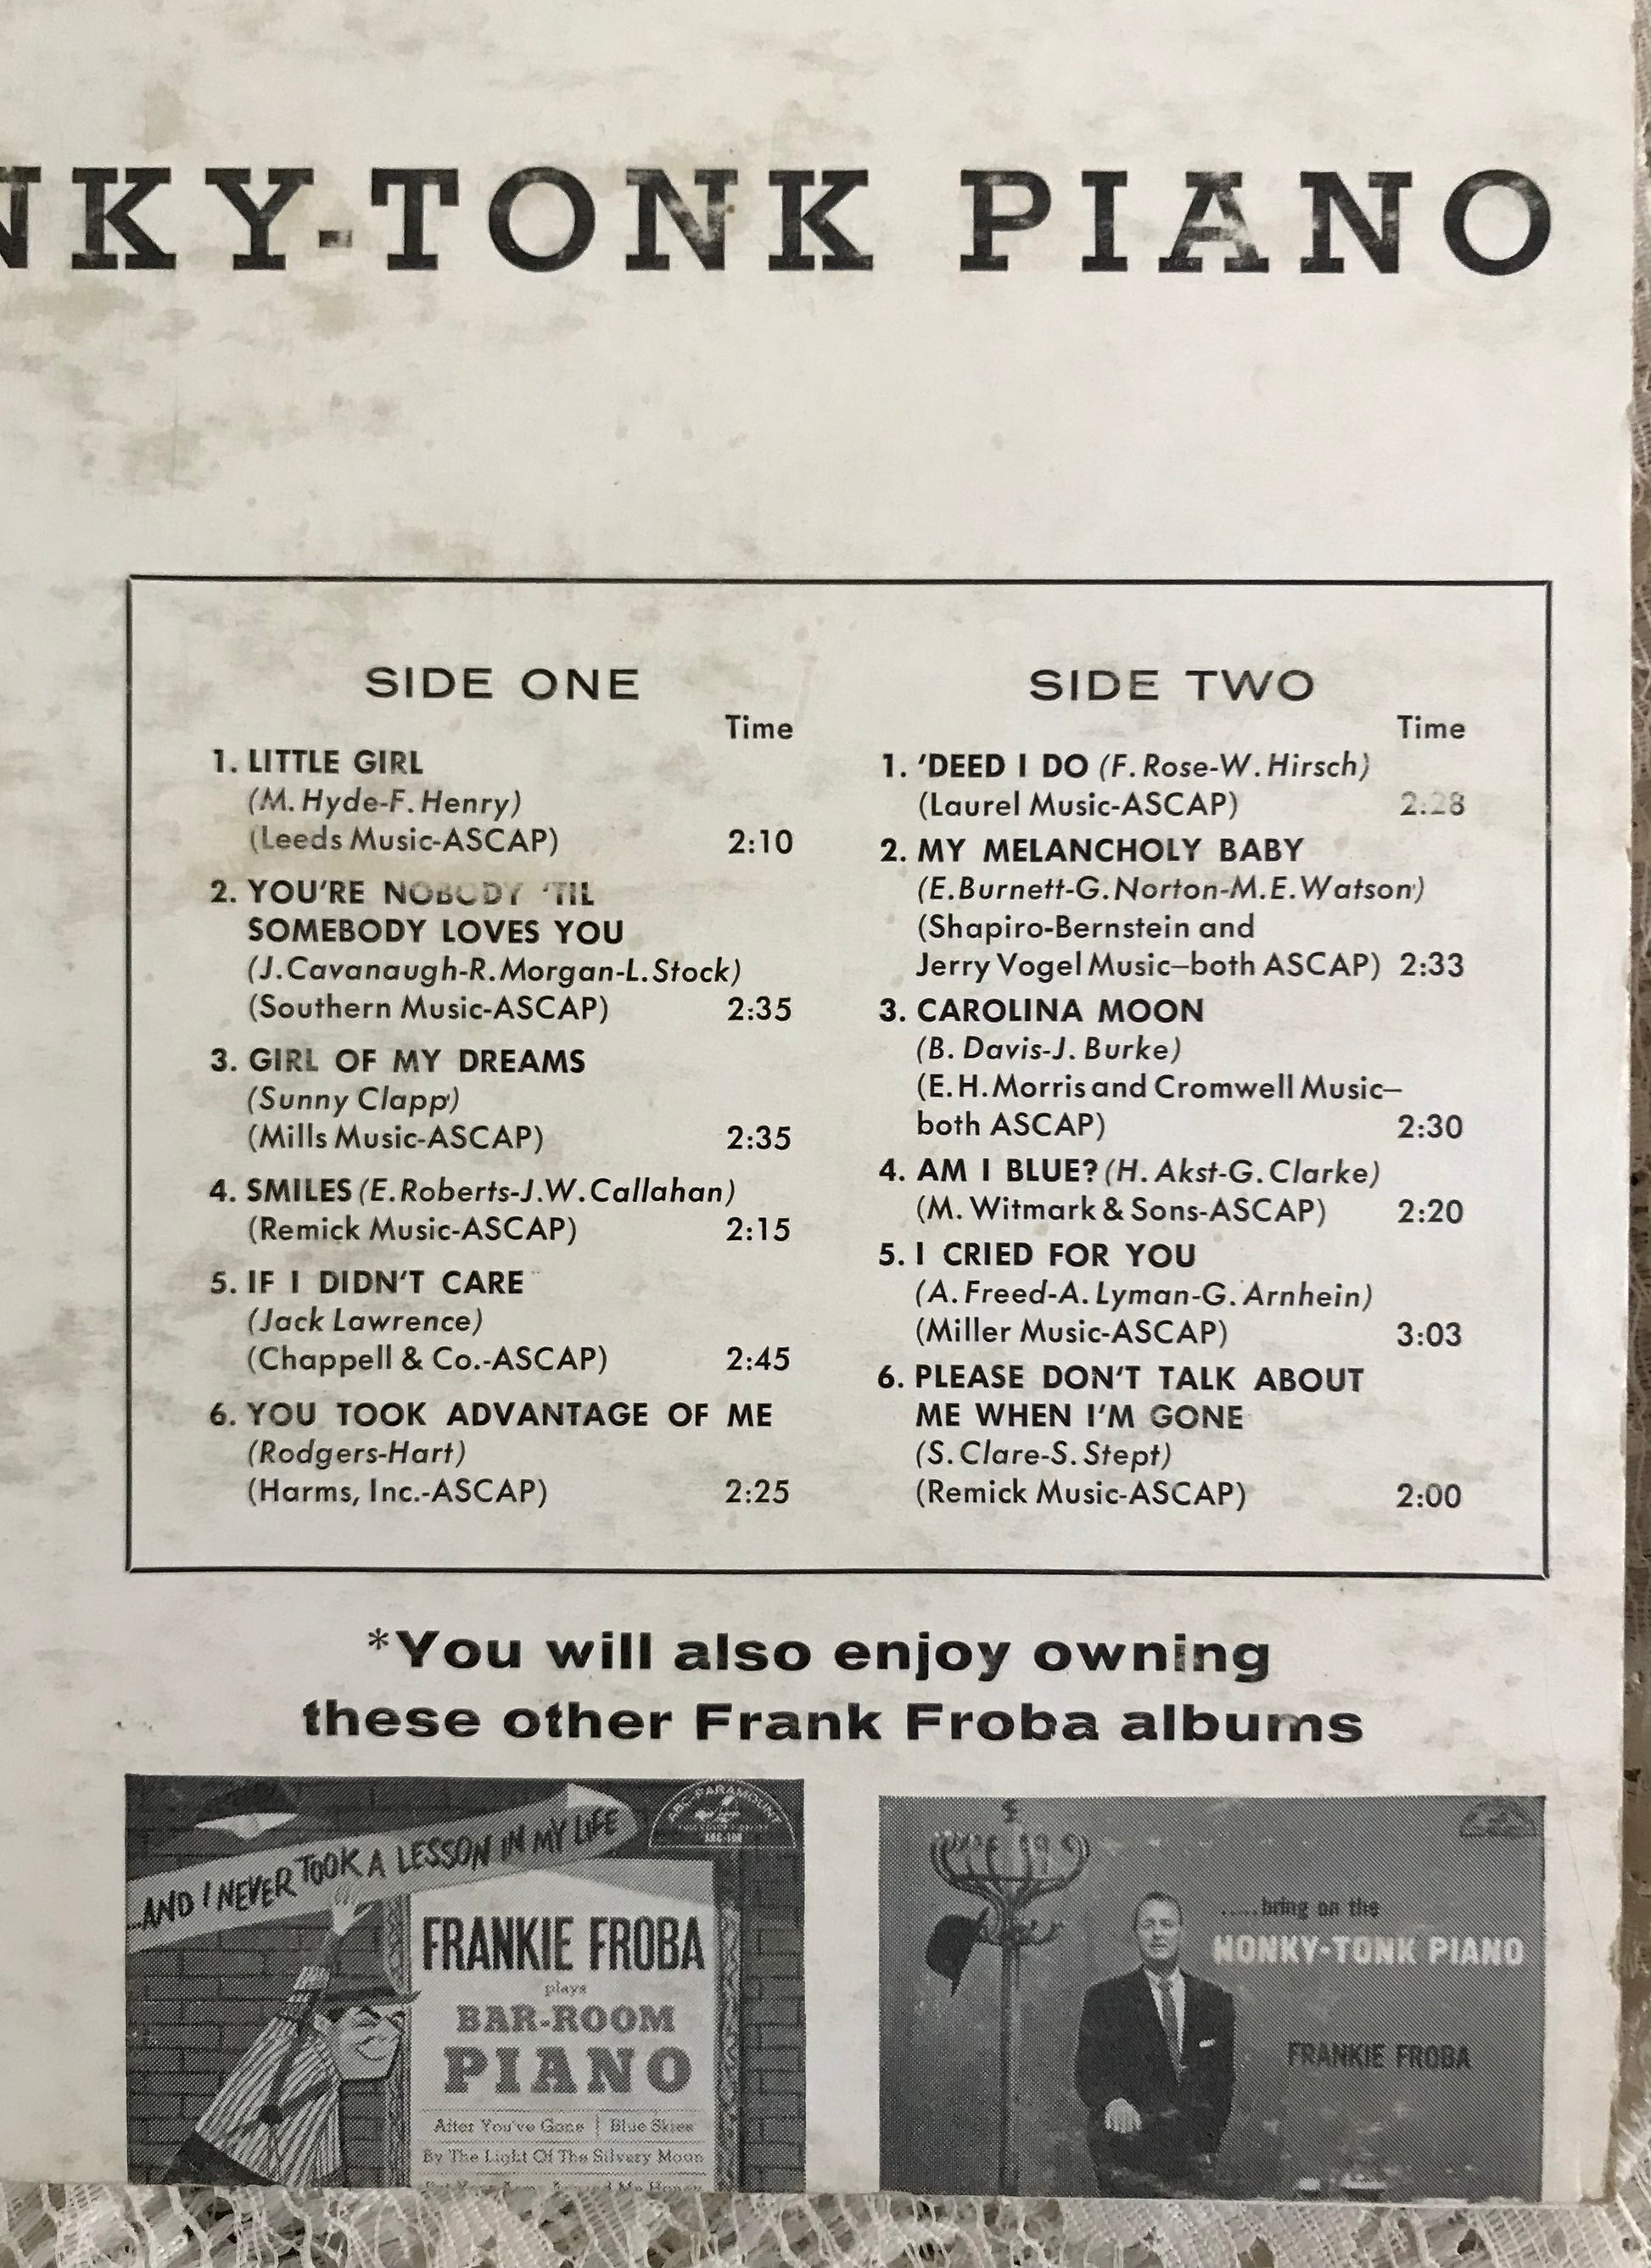 NKY-TONK PIANO
SIDE ONE
Time
1. LITTLE GIRL
(M. Hyde-F. Henry)
(Leeds Music-ASCAP) 2:10
2. YOU'RE NOBODY 'TIL
SOMEBODY LOVES YOU
(J. Cavanaugh-R. Morgan-L. Stock)
(Southern Music-ASCAP) 2:35
3. GIRL OF MY DREAMS
(Sunny Clapp)
(Mills Music-ASCAP) 2:35
4. SMILES (E. Roberts-J. W. Callahan)
(Remick Music-ASCAP) 2:15
5. IF I DIDN'T CARE
(Jack Lawrence)
(Chappell & Co.-ASCAP) 2:45
6. YOU TOOK ADVANTAGE OF ME
(Rodgers-Hart)
(Harms, Inc.-ASCAP) 2:25
SIDE TWO
Time
1. 'DEED I DO (F. Rose-W. Hirsch)
(Laurel Music-ASCAP) 2:28
2. MY MELANCHOLY BABY
(E. Burnett-G. Norton-M. E. Watson)
(Shapiro-Bernstein and
Jerry Vogel Music—both ASCAP) 2:33
3. CAROLINA MOON
(B. Davis-J. Burke)
(E. H. Morris and Cromwell Music—
both ASCAP) 2:30
4. AM I BLUE? (H. Akst-G. Clarke)
(M. Witmark & Sons-ASCAP) 2:20
5. I CRIED FOR YOU
(A. Freed-A. Lyman-G. Arnhein)
(Miller Music-ASCAP) 3:03
6. PLEASE DON'T TALK ABOUT
ME WHEN I'M GONE
(S. Clare-S. Stept)
(Remick Music-ASCAP) 2:00
*You will also enjoy owning
these other Frank Froba albums
...AND I NEVER TOOK A LESSON IN MY LIFE
ABC-PARAMOUNT
FRANKIE FROBA
plays
BAR-ROOM
PIANO
After You've Gone | Blue Skies
By The Light Of The Silvery Moon
.....bring on the
HONKY-TONK PIANO
FRANKIE FROBA